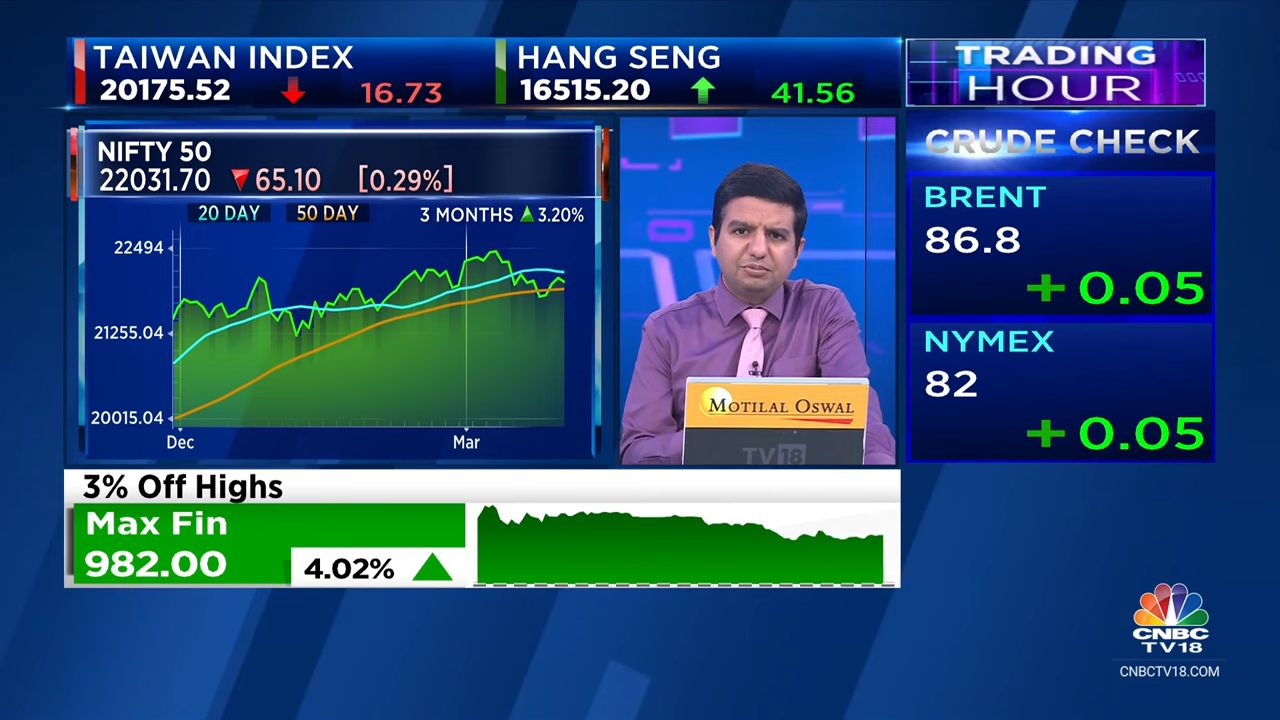 TAIWAN INDEX
20175.52 16.73
HANG SENG
16515.20 41.56
TRADING
HOUR
NIFTY 50
22031.70 65.10 [0.29%]
20 DAY 50 DAY 3 MONTHS 3.20%
22494
21255.04
20015.04
Dec Mar
MOTILAL OSWAL
TV18
CRUDE CHECK
BRENT
86.8
+ 0.05
NYMEX
82
+ 0.05
3% Off Highs
Max Fin
982.00 4.02%
CNBC
TV18
CNBCTV18.COM